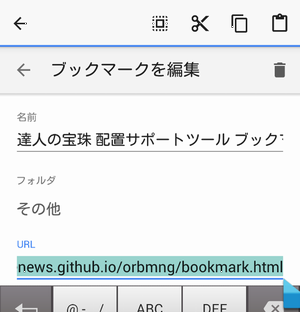 ブックマークを編集
名前
達人の宝珠 配置サポートツール ブックマ
フォルダ
その他
URL
news.github.io/orbmng/bookmark.html
@ - _ /
ABC
DEF